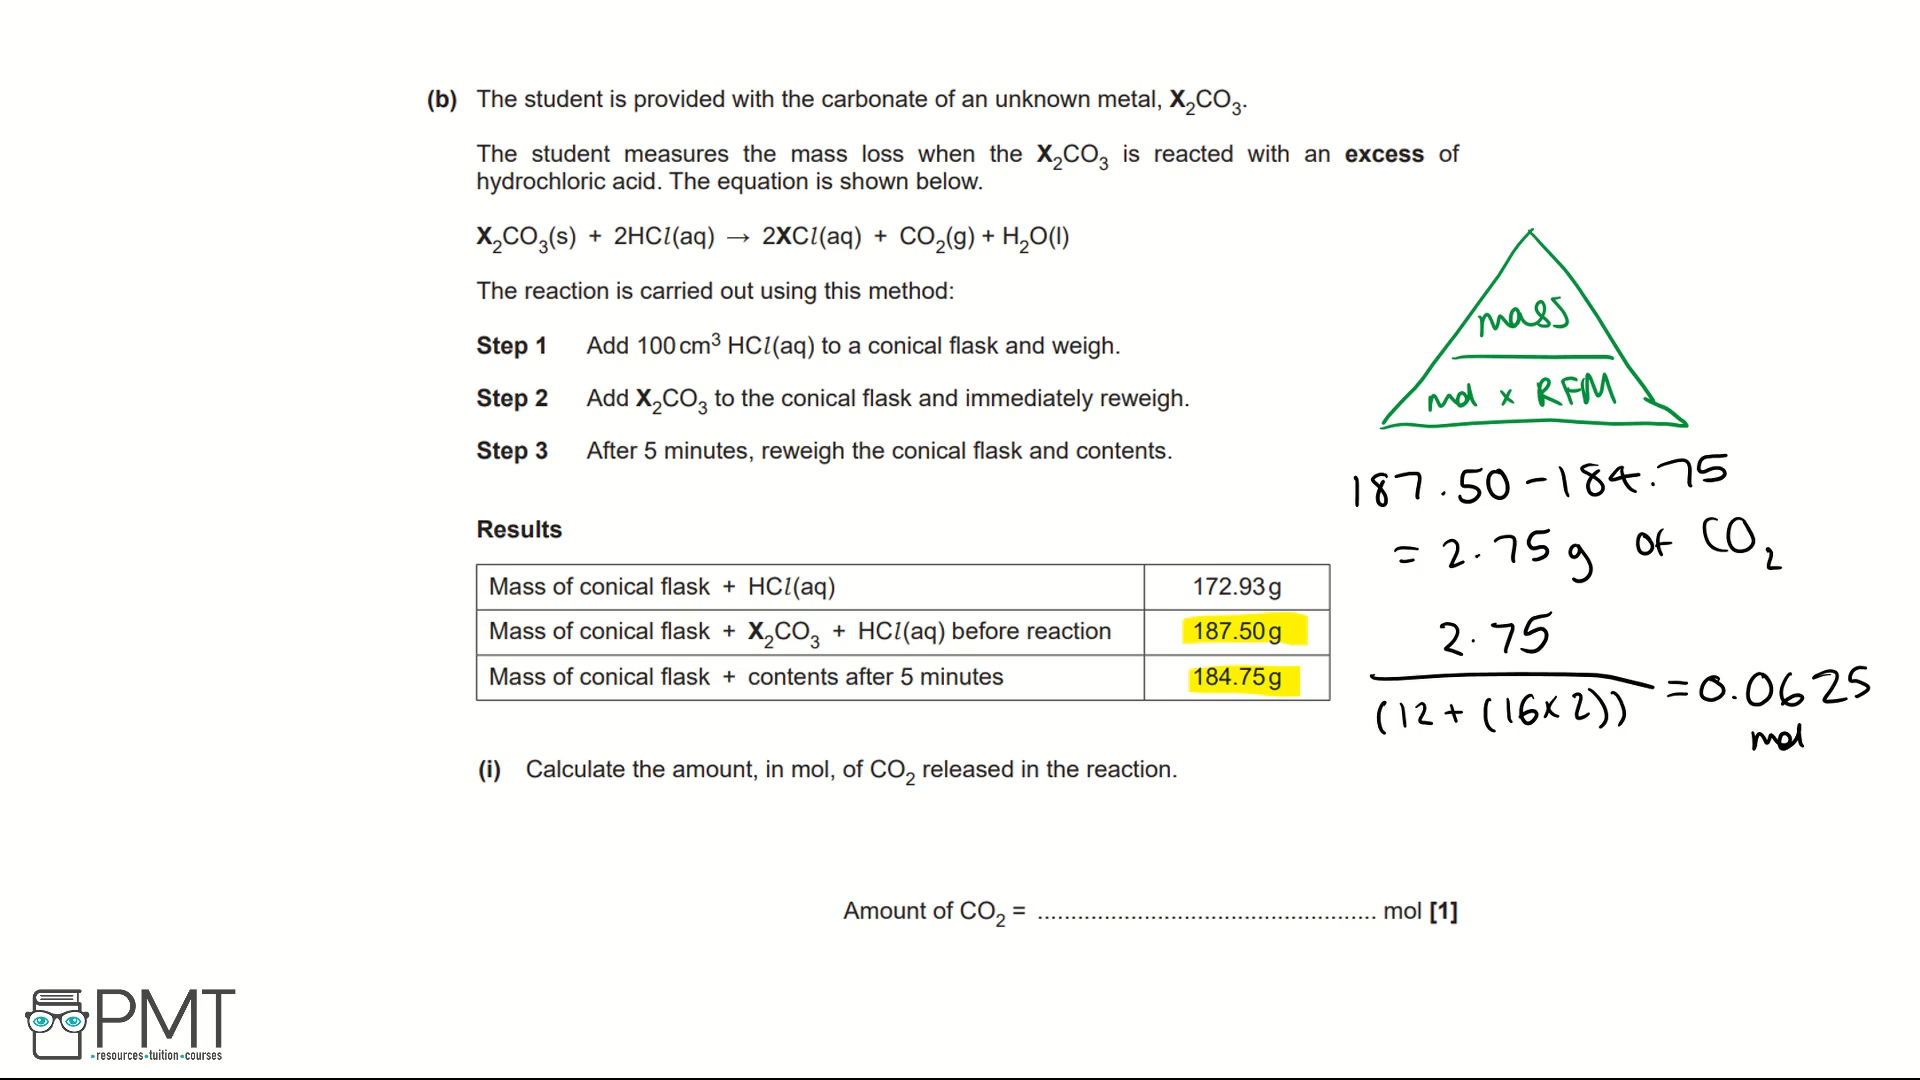 (b) The student is provided with the carbonate of an unknown metal, X₂CO₃.
The student measures the mass loss when the X₂CO₃ is reacted with an excess of
hydrochloric acid. The equation is shown below.
X₂CO₃(s) + 2HCl(aq) → 2XCl(aq) + CO₂(g) + H₂O(l)
The reaction is carried out using this method:
Step 1 Add 100 cm³ HCl(aq) to a conical flask and weigh.
Step 2 Add X₂CO₃ to the conical flask and immediately reweigh.
Step 3 After 5 minutes, reweigh the conical flask and contents.
Results
Mass of conical flask + HCl(aq) 172.93 g
Mass of conical flask + X₂CO₃ + HCl(aq) before reaction 187.50 g
Mass of conical flask + contents after 5 minutes 184.75 g
(i) Calculate the amount, in mol, of CO₂ released in the reaction.
Amount of CO₂ = .................................................. mol [1]
mass
mol × RFM
187.50 - 184.75
= 2.75 g of CO₂
2.75
(12 + (16×2)) = 0.0625
mol
PMT
•resources•tuition•courses